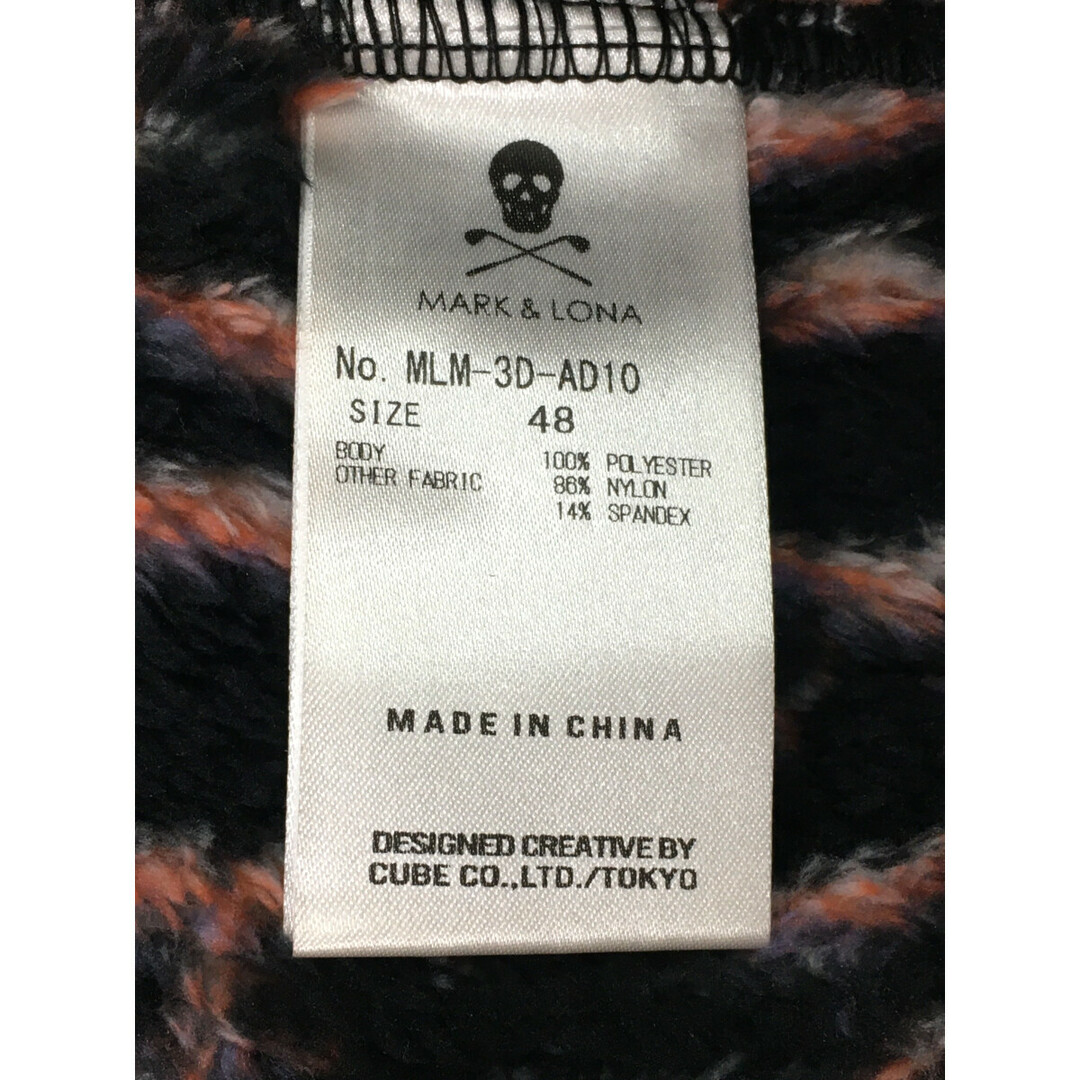 MARK & LONA
No. MLM-3D-AD10
SIZE 48
BODY 100% POLYESTER
OTHER FABRIC 86% NYLON
14% SPANDEX
MADE IN CHINA
DESIGNED CREATIVE BY
CUBE CO.,LTD./TOKYO